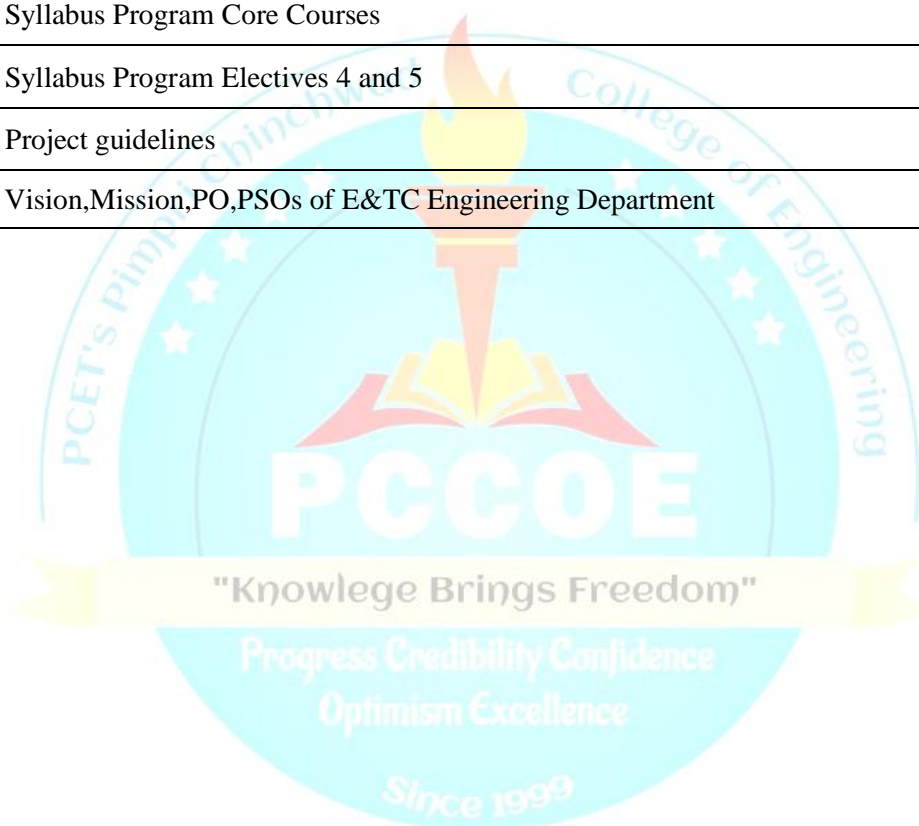 Syllabus Program Core Courses
Syllabus Program Electives 4 and 5
Project guidelines
Vision,Mission,PO,PSOs of E&TC Engineering Department
PCET's Pimpri Chinchwad College of Engineering
PCCOE
"Knowlege Brings Freedom"
Progress Credibility Confidence
Optimism Excellence
Since 1999